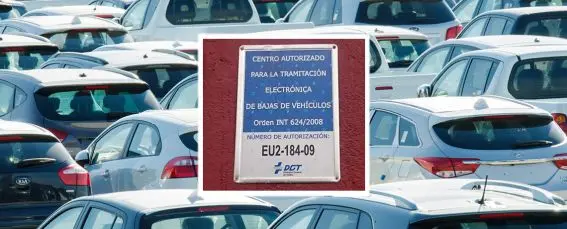 CENTRO AUTORIZADO
PARA LA TRAMITACIÓN
ELECTRÓNICA
DE BAJAS DE VEHÍCULOS
Orden INT 624/2008
NÚMERO DE AUTORIZACIÓN:
EU2-184-09
DGT
KIA